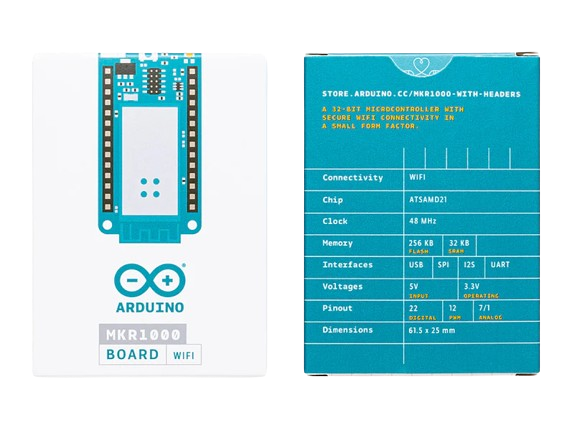 ARDUINO
MKR1000
BOARD WIFI
STORE.ARDUINO.CC/MKR1000-WITH-HEADERS
A 32-BIT MICROCONTROLLER WITH
SECURE WIFI CONNECTIVITY IN
A SMALL FORM FACTOR.
Connectivity WIFI
Chip ATSAMD21
Clock 48 MHz
Memory 256 KB FLASH 32 KB SRAM
Interfaces USB SPI I2S UART
Voltages 5V INPUT 3.3V OPERATING
Pinout 22 DIGITAL 12 PWM 7/1 ANALOG
Dimensions 61.5 x 25 mm